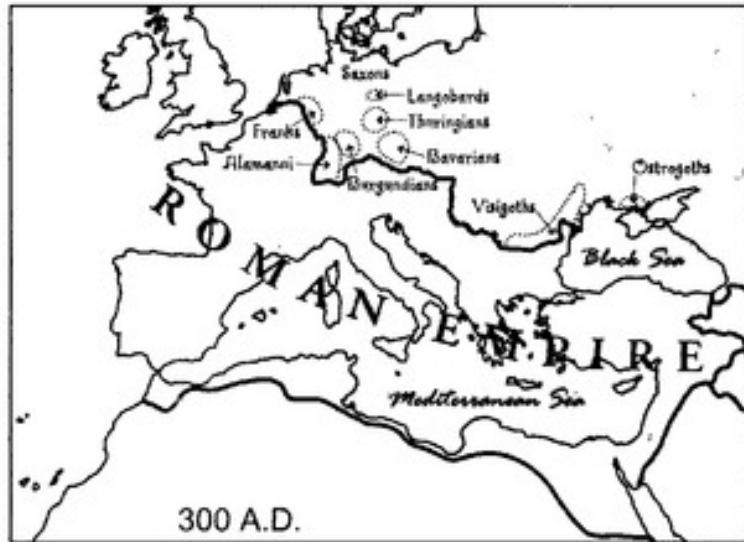 Saxons
Langobards
Thuringians
Franks
Bavarians
Alamanni
Burgundians
Ostrogoths
Visigoths
Black Sea
ROMAN EMPIRE
Mediterranean Sea
300 A.D.